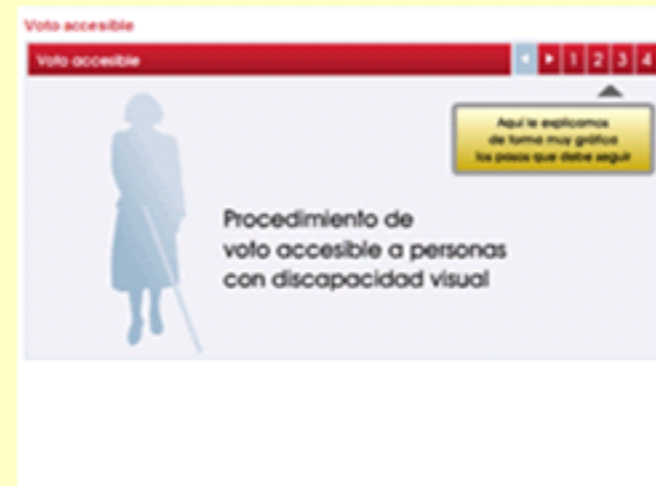 Voto accesible
Voto accesible 1 2 3 4
Aquí le explicamos
de forma muy gráfica
los pasos que debe seguir
Procedimiento de
voto accesible a personas
con discapacidad visual